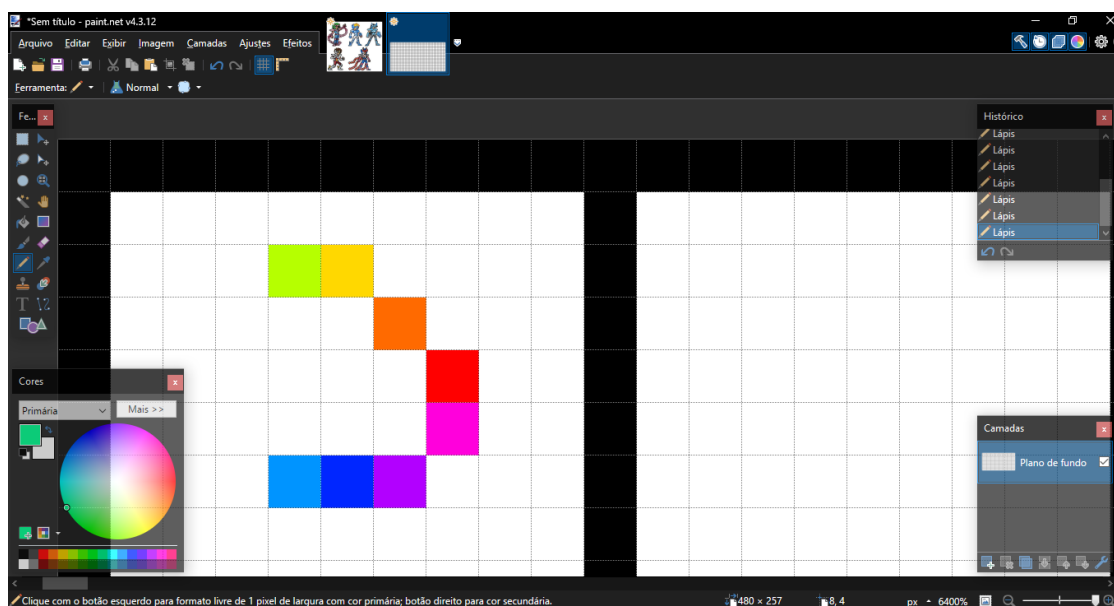 *Sem título - paint.net v4.3.12
Arquivo Editar Exibir Imagem Camadas Ajustes Efeitos
Ferramenta: Normal
Fe...
Histórico
Lápis
Lápis
Lápis
Lápis
Lápis
Lápis
Lápis
Cores
Primária Mais >>
Camadas
Plano de fundo
Clique com o botão esquerdo para formato livre de 1 pixel de largura com cor primária; botão direito para cor secundária. 480 × 257 8, 4 px 6400%